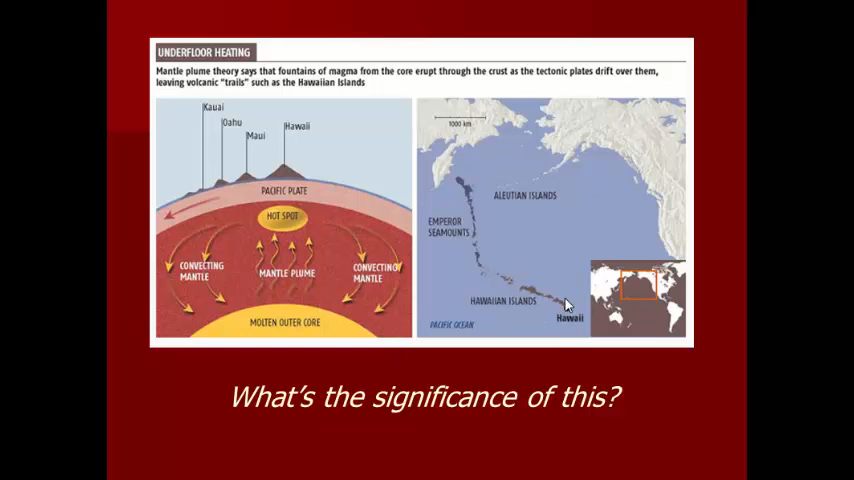 UNDERFLOOR HEATING
Mantle plume theory says that fountains of magma from the core erupt through the crust as the tectonic plates drift over them,
leaving volcanic "trails" such as the Hawaiian Islands
Kauai
Oahu
Maui
Hawaii
PACIFIC PLATE
HOT SPOT
CONVECTING
MANTLE
MANTLE PLUME
CONVECTING
MANTLE
MOLTEN OUTER CORE
1000 km
ALEUTIAN ISLANDS
EMPEROR
SEAMOUNTS
HAWAIIAN ISLANDS
Hawaii
PACIFIC OCEAN
What's the significance of this?